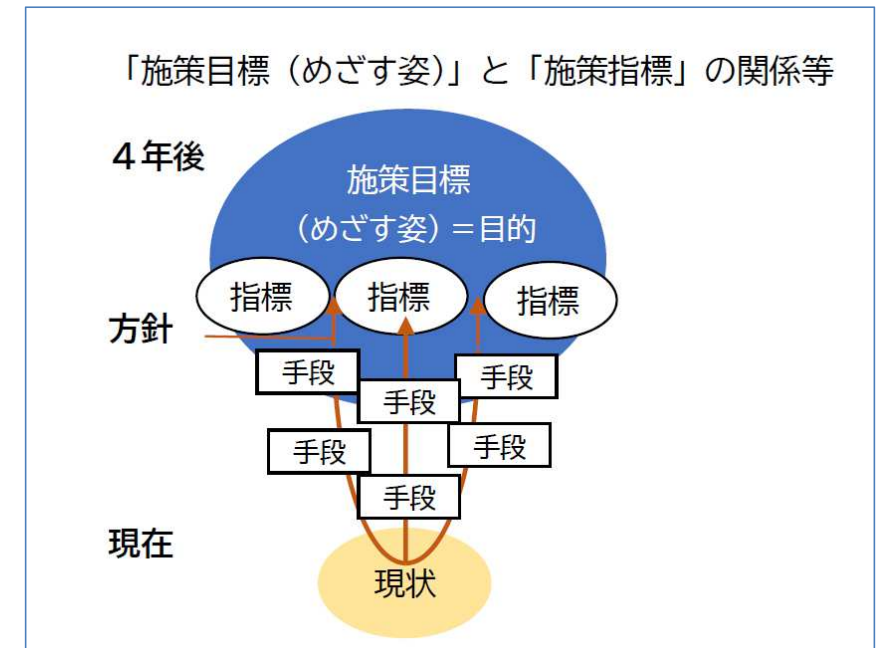 「施策目標（めざす姿）」と「施策指標」の関係等
４年後
施策目標
（めざす姿）＝目的
指標
指標
指標
方針
手段
手段
手段
手段
手段
手段
現在
現状